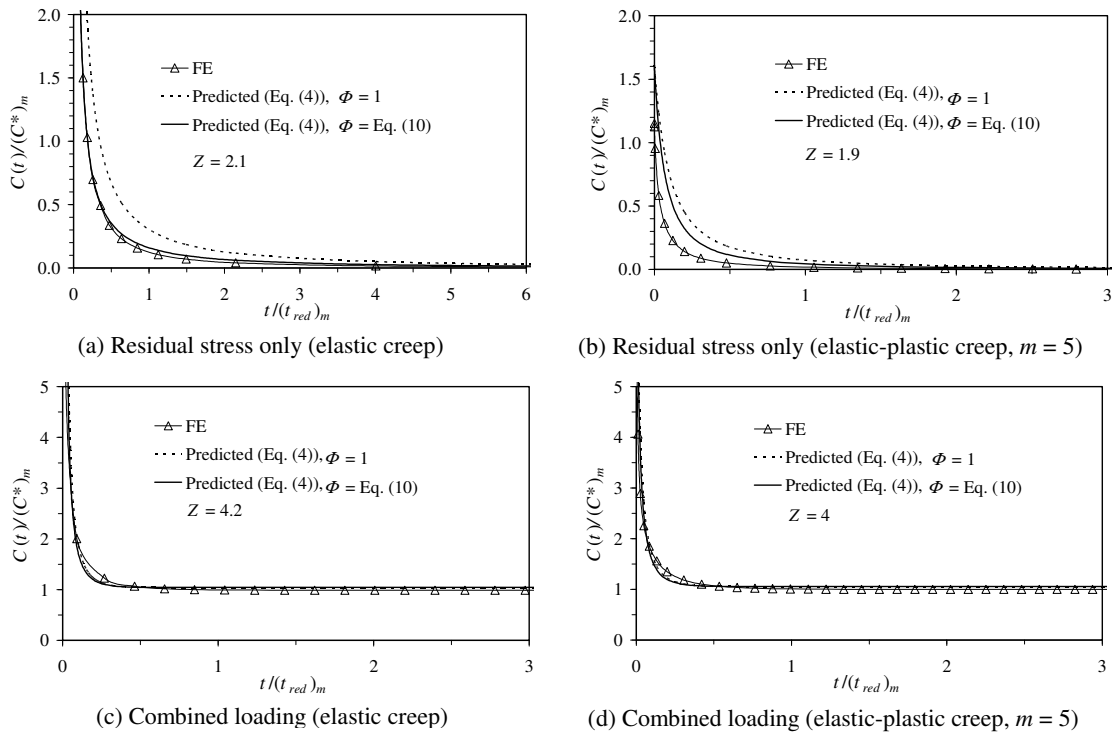 2.0
1.5
1.0
0.5
0.0
C(t)/(C*)m
FE
Predicted (Eq. (4)), Φ = 1
Predicted (Eq. (4)), Φ = Eq. (10)
Z = 2.1
0 1 2 3 4 5 6
t/(t red)m
(a) Residual stress only (elastic creep)
2.0
1.5
1.0
0.5
0.0
C(t)/(C*)m
FE
Predicted (Eq. (4)), Φ = 1
Predicted (Eq. (4)), Φ = Eq. (10)
Z = 1.9
0 1 2 3
t/(t red)m
(b) Residual stress only (elastic-plastic creep, m = 5)
5
4
3
2
1
0
C(t)/(C*)m
FE
Predicted (Eq. (4)), Φ = 1
Predicted (Eq. (4)), Φ = Eq. (10)
Z = 4.2
0 1 2 3
t/(t red)m
(c) Combined loading (elastic creep)
5
4
3
2
1
0
C(t)/(C*)m
FE
Predicted (Eq. (4)), Φ = 1
Predicted (Eq. (4)), Φ = Eq. (10)
Z = 4
0 1 2 3
t/(t red)m
(d) Combined loading (elastic-plastic creep, m = 5)